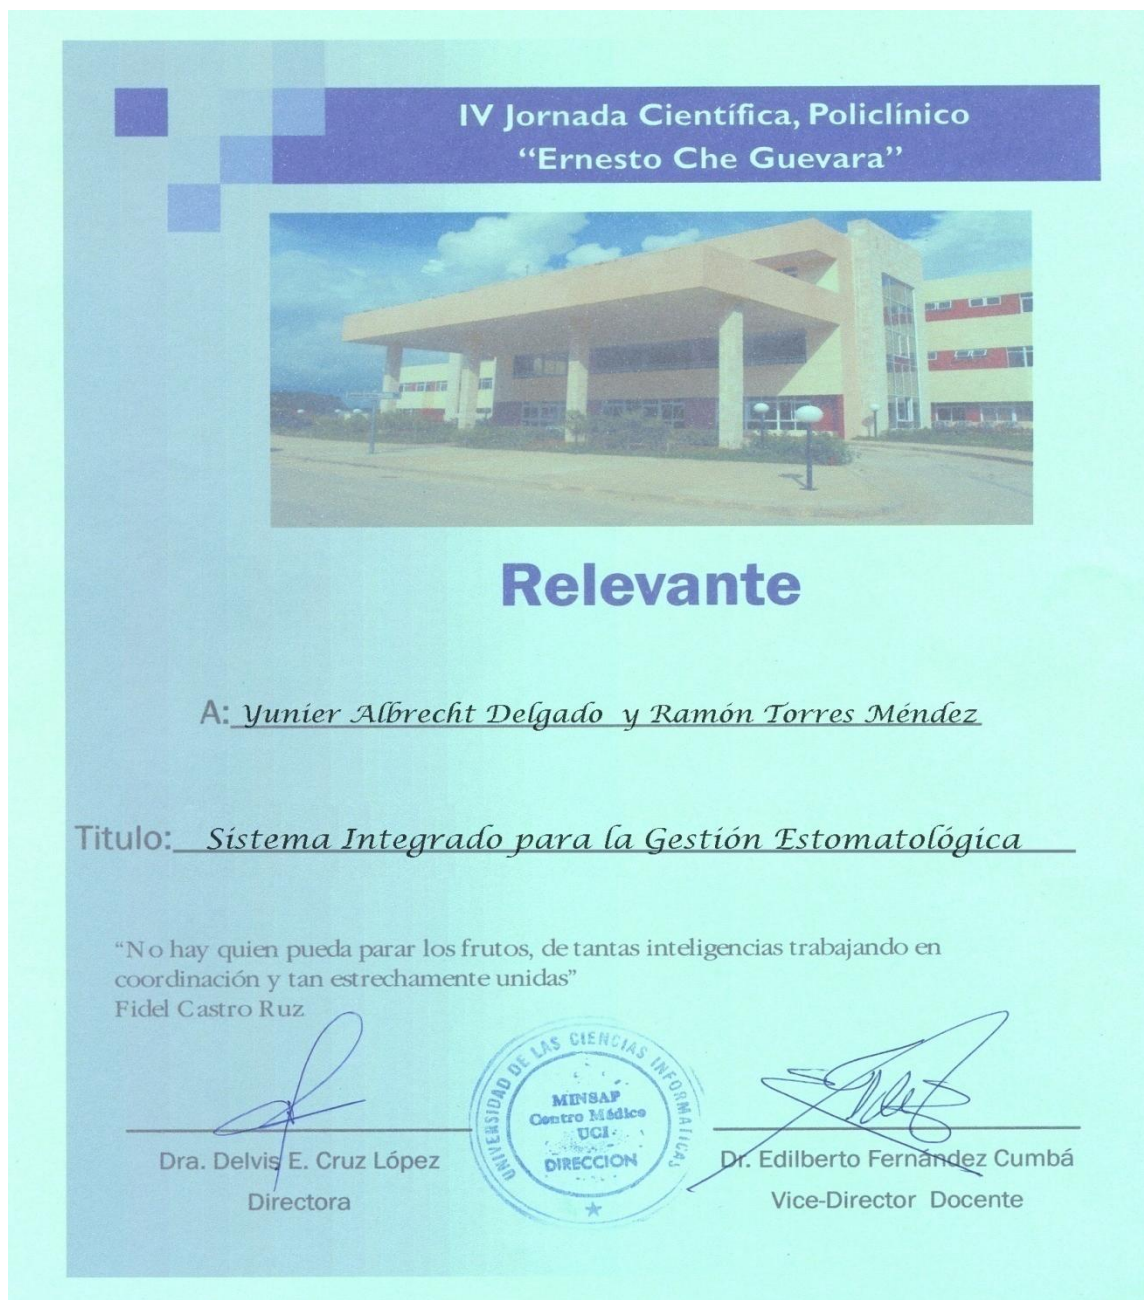 IV Jornada Científica, Policlínico
“Ernesto Che Guevara”
Relevante
A: Yunier Albrecht Delgado y Ramón Torres Méndez
Titulo: Sistema Integrado para la Gestión Estomatológica
“No hay quien pueda parar los frutos, de tantas inteligencias trabajando en
coordinación y tan estrechamente unidas”
Fidel Castro Ruz
UNIVERSIDAD DE LAS CIENCIAS INFORMATICAS
MINSAP
Centro Médico
UCI
DIRECCION
Dra. Delvis E. Cruz López
Directora
Dr. Edilberto Fernández Cumbá
Vice-Director Docente